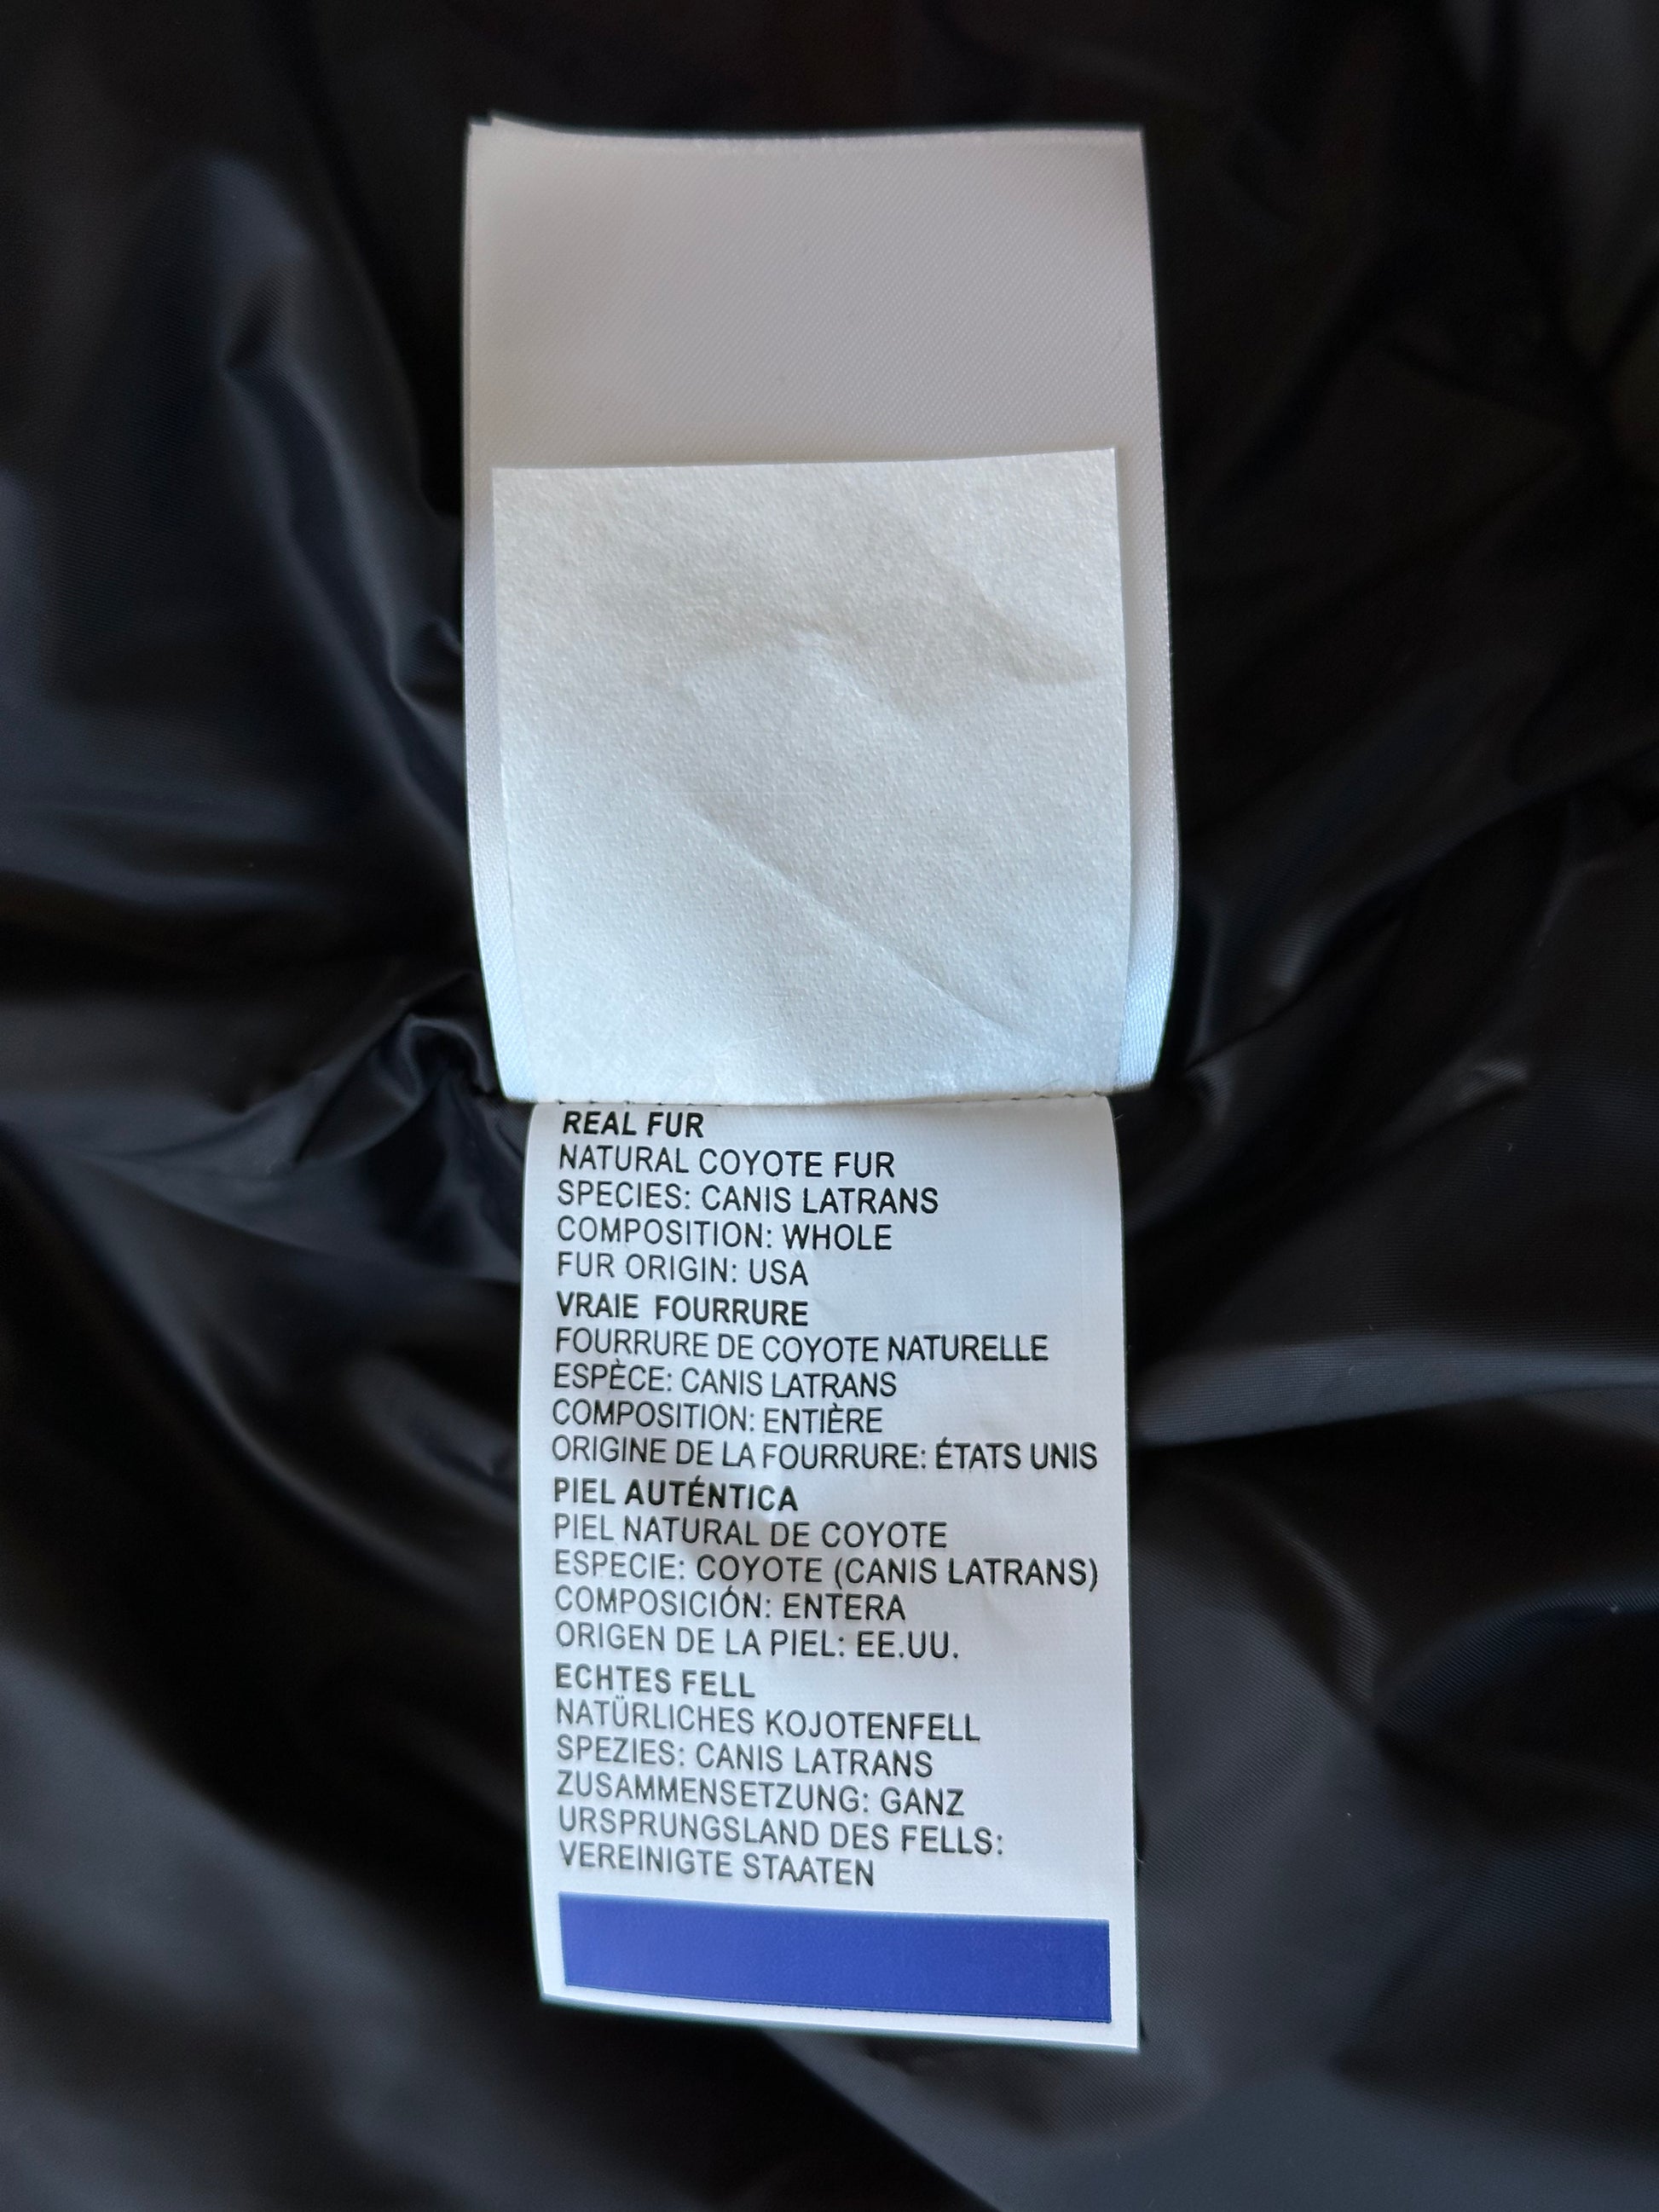 REAL FUR
NATURAL COYOTE FUR
SPECIES: CANIS LATRANS
COMPOSITION: WHOLE
FUR ORIGIN: USA
VRAIE FOURRURE
FOURRURE DE COYOTE NATURELLE
ESPÈCE: CANIS LATRANS
COMPOSITION: ENTIÈRE
ORIGINE DE LA FOURRURE: ÉTATS UNIS
PIEL AUTÉNTICA
PIEL NATURAL DE COYOTE
ESPECIE: COYOTE (CANIS LATRANS)
COMPOSICIÓN: ENTERA
ORIGEN DE LA PIEL: EE.UU.
ECHTES FELL
NATÜRLICHES KOJOTENFELL
SPEZIES: CANIS LATRANS
ZUSAMMENSETZUNG: GANZ
URSPRUNGSLAND DES FELLS:
VEREINIGTE STAATEN